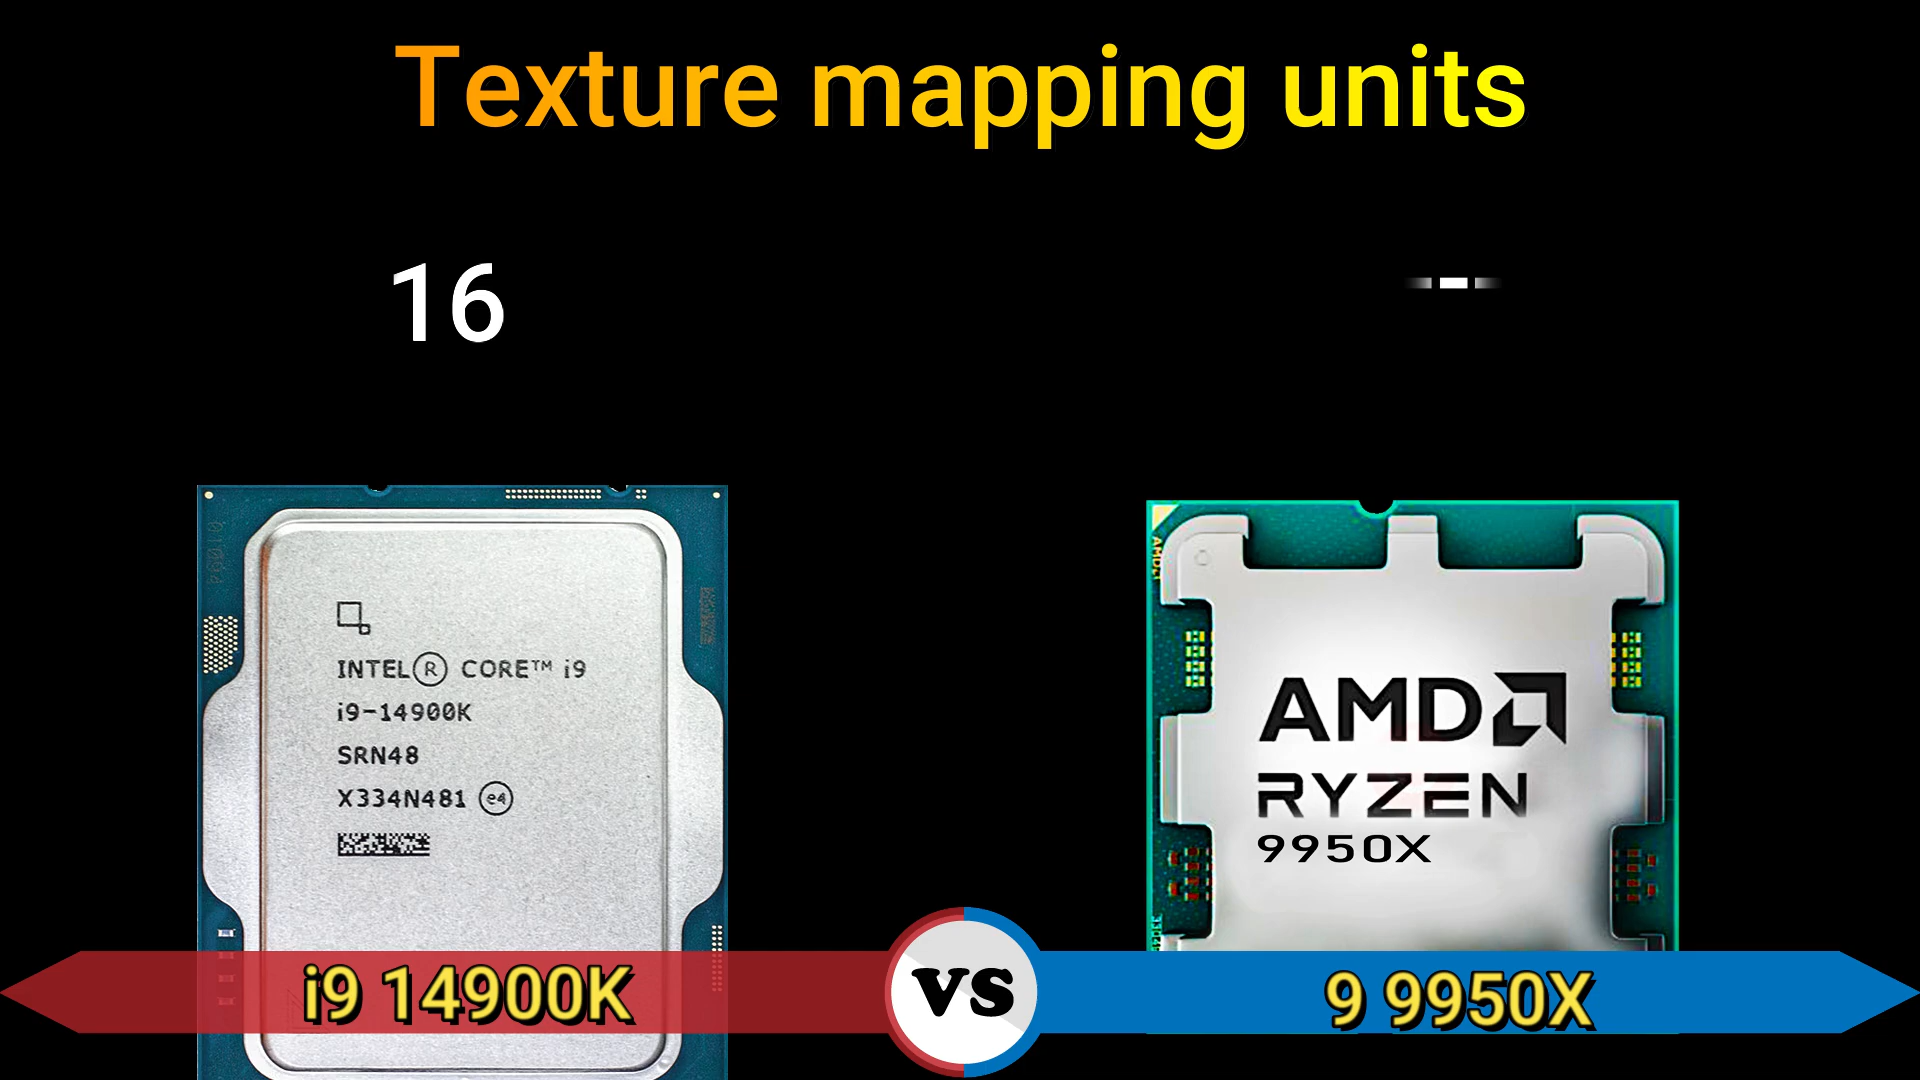 Texture mapping units
16
---
INTEL® CORE™ i9
i9-14900K
SRN48
X334N481 e4
AMD
RYZEN
9950X
i9 14900K
VS
9 9950X